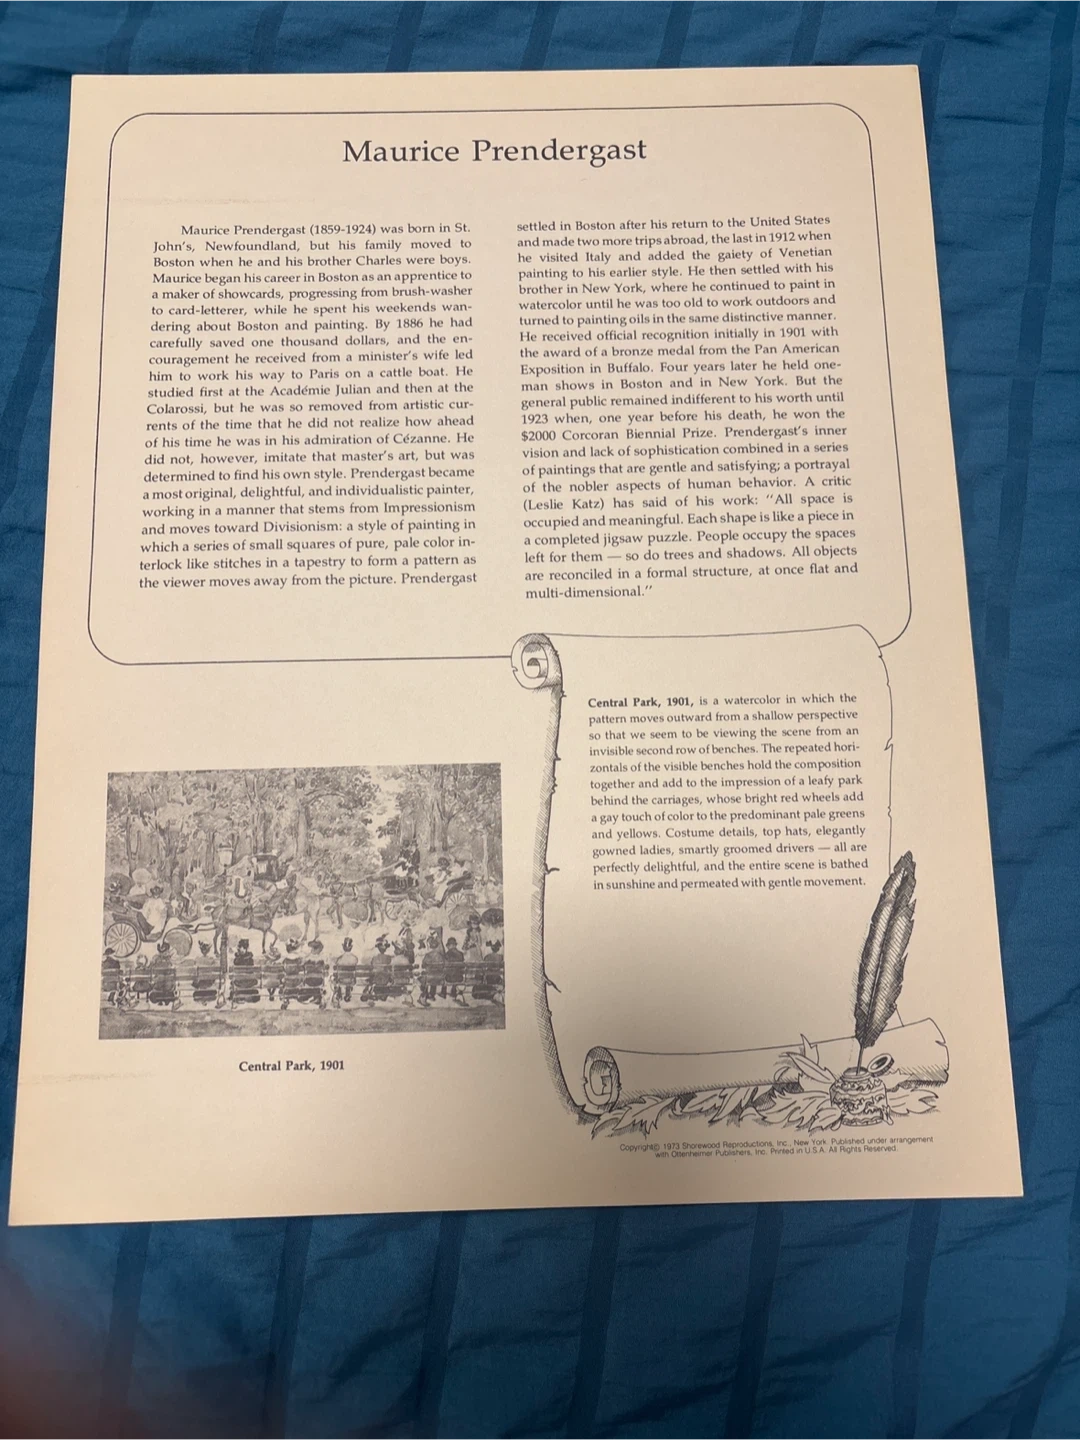 Maurice Prendergast
Maurice Prendergast (1859-1924) was born in St.
John's, Newfoundland, but his family moved to
Boston when he and his brother Charles were boys.
Maurice began his career in Boston as an apprentice to
a maker of showcards, progressing from brush-washer
to card-letterer, while he spent his weekends wan-
dering about Boston and painting. By 1886 he had
carefully saved one thousand dollars, and the en-
couragement he received from a minister's wife led
him to work his way to Paris on a cattle boat. He
studied first at the Académie Julian and then at the
Colarossi, but he was so removed from artistic cur-
rents of the time that he did not realize how ahead
of his time he was in his admiration of Cézanne. He
did not, however, imitate that master's art, but was
determined to find his own style. Prendergast became
a most original, delightful, and individualistic painter,
working in a manner that stems from Impressionism
and moves toward Divisionism: a style of painting in
which a series of small squares of pure, pale color in-
terlock like stitches in a tapestry to form a pattern as
the viewer moves away from the picture. Prendergast
settled in Boston after his return to the United States
and made two more trips abroad, the last in 1912 when
he visited Italy and added the gaiety of Venetian
painting to his earlier style. He then settled with his
brother in New York, where he continued to paint in
watercolor until he was too old to work outdoors and
turned to painting oils in the same distinctive manner.
He received official recognition initially in 1901 with
the award of a bronze medal from the Pan American
Exposition in Buffalo. Four years later he held one-
man shows in Boston and in New York. But the
general public remained indifferent to his worth until
1923 when, one year before his death, he won the
$2000 Corcoran Biennial Prize. Prendergast's inner
vision and lack of sophistication combined in a series
of paintings that are gentle and satisfying; a portrayal
of the nobler aspects of human behavior. A critic
(Leslie Katz) has said of his work: "All space is
occupied and meaningful. Each shape is like a piece in
a completed jigsaw puzzle. People occupy the spaces
left for them — so do trees and shadows. All objects
are reconciled in a formal structure, at once flat and
multi-dimensional."
Central Park, 1901, is a watercolor in which the
pattern moves outward from a shallow perspective
so that we seem to be viewing the scene from an
invisible second row of benches. The repeated hori-
zontals of the visible benches hold the composition
together and add to the impression of a leafy park
behind the carriages, whose bright red wheels add
a gay touch of color to the predominant pale greens
and yellows. Costume details, top hats, elegantly
gowned ladies, smartly groomed drivers — all are
perfectly delightful, and the entire scene is bathed
in sunshine and permeated with gentle movement.
Central Park, 1901
Copyright© 1973 Shorewood Reproductions, Inc., New York. Published under arrangement
with Ottenheimer Publishers, Inc. Printed in U.S.A. All Rights Reserved.